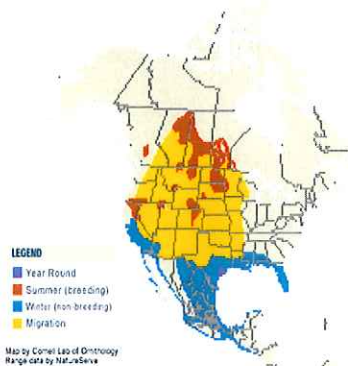 LEGEND
Year Round
Summer (breeding)
Winter (non-breeding)
Migration
Map by Cornell Lab of Ornithology
Range data by NatureServe